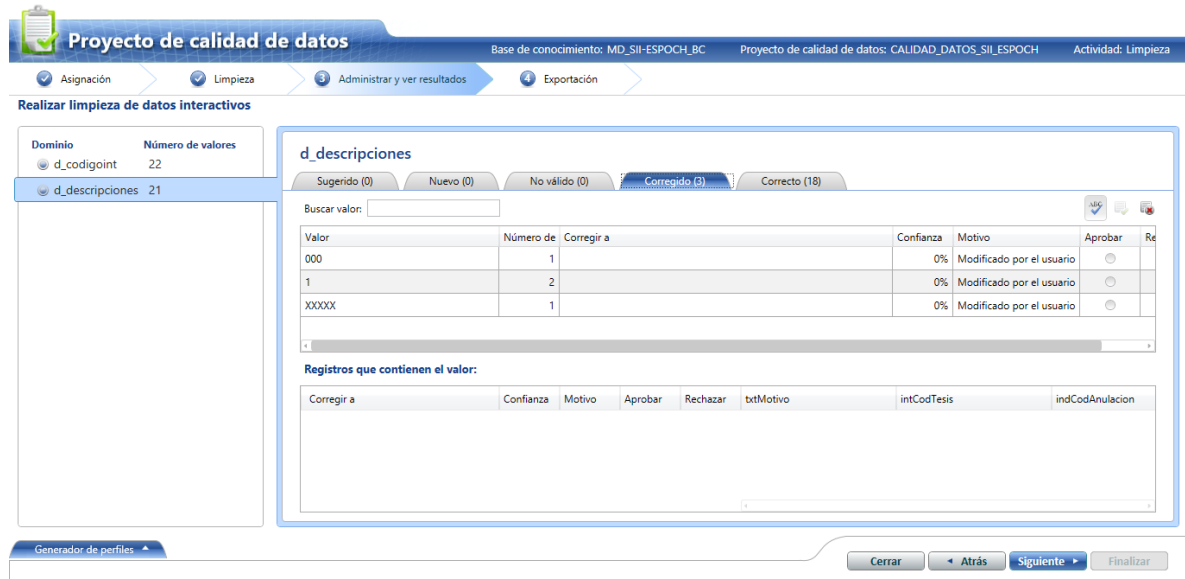 Proyecto de calidad de datos
Base de conocimiento: MD_SII-ESPOCH_BC Proyecto de calidad de datos: CALIDAD_DATOS_SII_ESPOCH Actividad: Limpieza
Asignación Limpieza 3 Administrar y ver resultados 4 Exportación
Realizar limpieza de datos interactivos
Dominio Número de valores
d_codigoint 22
d_descripciones 21
d_descripciones
Sugerido (0) Nuevo (0) No válido (0) Corregido (3) Correcto (18)
Buscar valor:
ABC
Valor Número de Corregir a Confianza Motivo Aprobar Re
000 1 0% Modificado por el usuario
1 2 0% Modificado por el usuario
XXXXX 1 0% Modificado por el usuario
Registros que contienen el valor:
Corregir a Confianza Motivo Aprobar Rechazar txtMotivo intCodTesis indCodAnulacion
Generador de perfiles
Cerrar Atrás Siguiente Finalizar